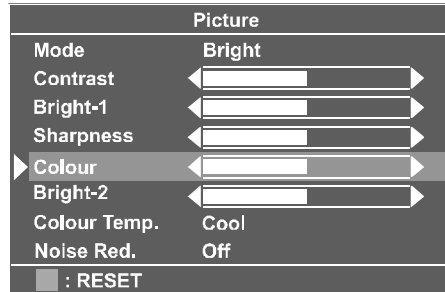 Picture
Mode Bright
Contrast
Bright-1
Sharpness
Colour
Bright-2
Colour Temp. Cool
Noise Red. Off
: RESET